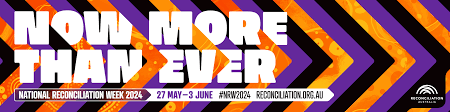 NOW MORE
THAN EVER
NATIONAL RECONCILIATION WEEK 2024 27 MAY—3 JUNE #NRW2024 RECONCILIATION.ORG.AU
RECONCILIATION
AUSTRALIA